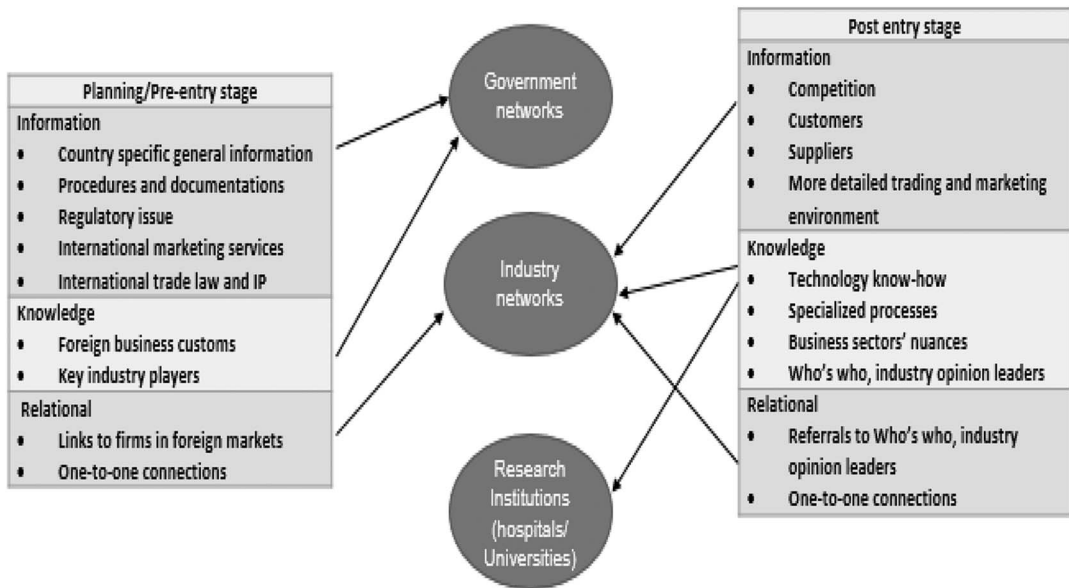 Planning/Pre-entry stage
Information
• Country specific general information
• Procedures and documentations
• Regulatory issue
• International marketing services
• International trade law and IP
Knowledge
• Foreign business customs
• Key industry players
Relational
• Links to firms in foreign markets
• One-to-one connections
Government
networks
Industry
networks
Research
Institutions
(hospitals/
Universities)
Post entry stage
Information
• Competition
• Customers
• Suppliers
• More detailed trading and marketing
environment
Knowledge
• Technology know-how
• Specialized processes
• Business sectors’ nuances
• Who’s who, industry opinion leaders
Relational
• Referrals to Who’s who, industry
opinion leaders
• One-to-one connections